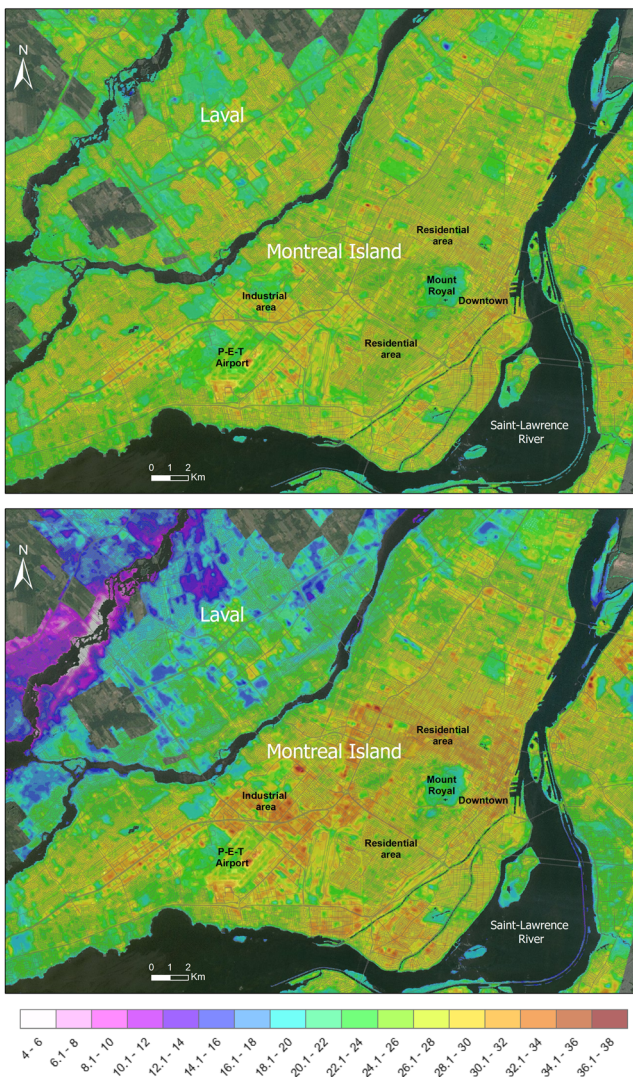 N
Laval
Montreal Island
Residential
area
Mount
Royal
Downtown
Industrial
area
Residential
area
P-E-T
Airport
Saint-Lawrence
River
0 1 2
Km
N
Laval
Montreal Island
Residential
area
Mount
Royal
Downtown
Industrial
area
Residential
area
P-E-T
Airport
Saint-Lawrence
River
0 1 2
Km
4 - 6
6.1 - 8
8.1 - 10
10.1 - 12
12.1 - 14
14.1 - 16
16.1 - 18
18.1 - 20
20.1 - 22
22.1 - 24
24.1 - 26
26.1 - 28
28.1 - 30
30.1 - 32
32.1 - 34
34.1 - 36
36.1 - 38